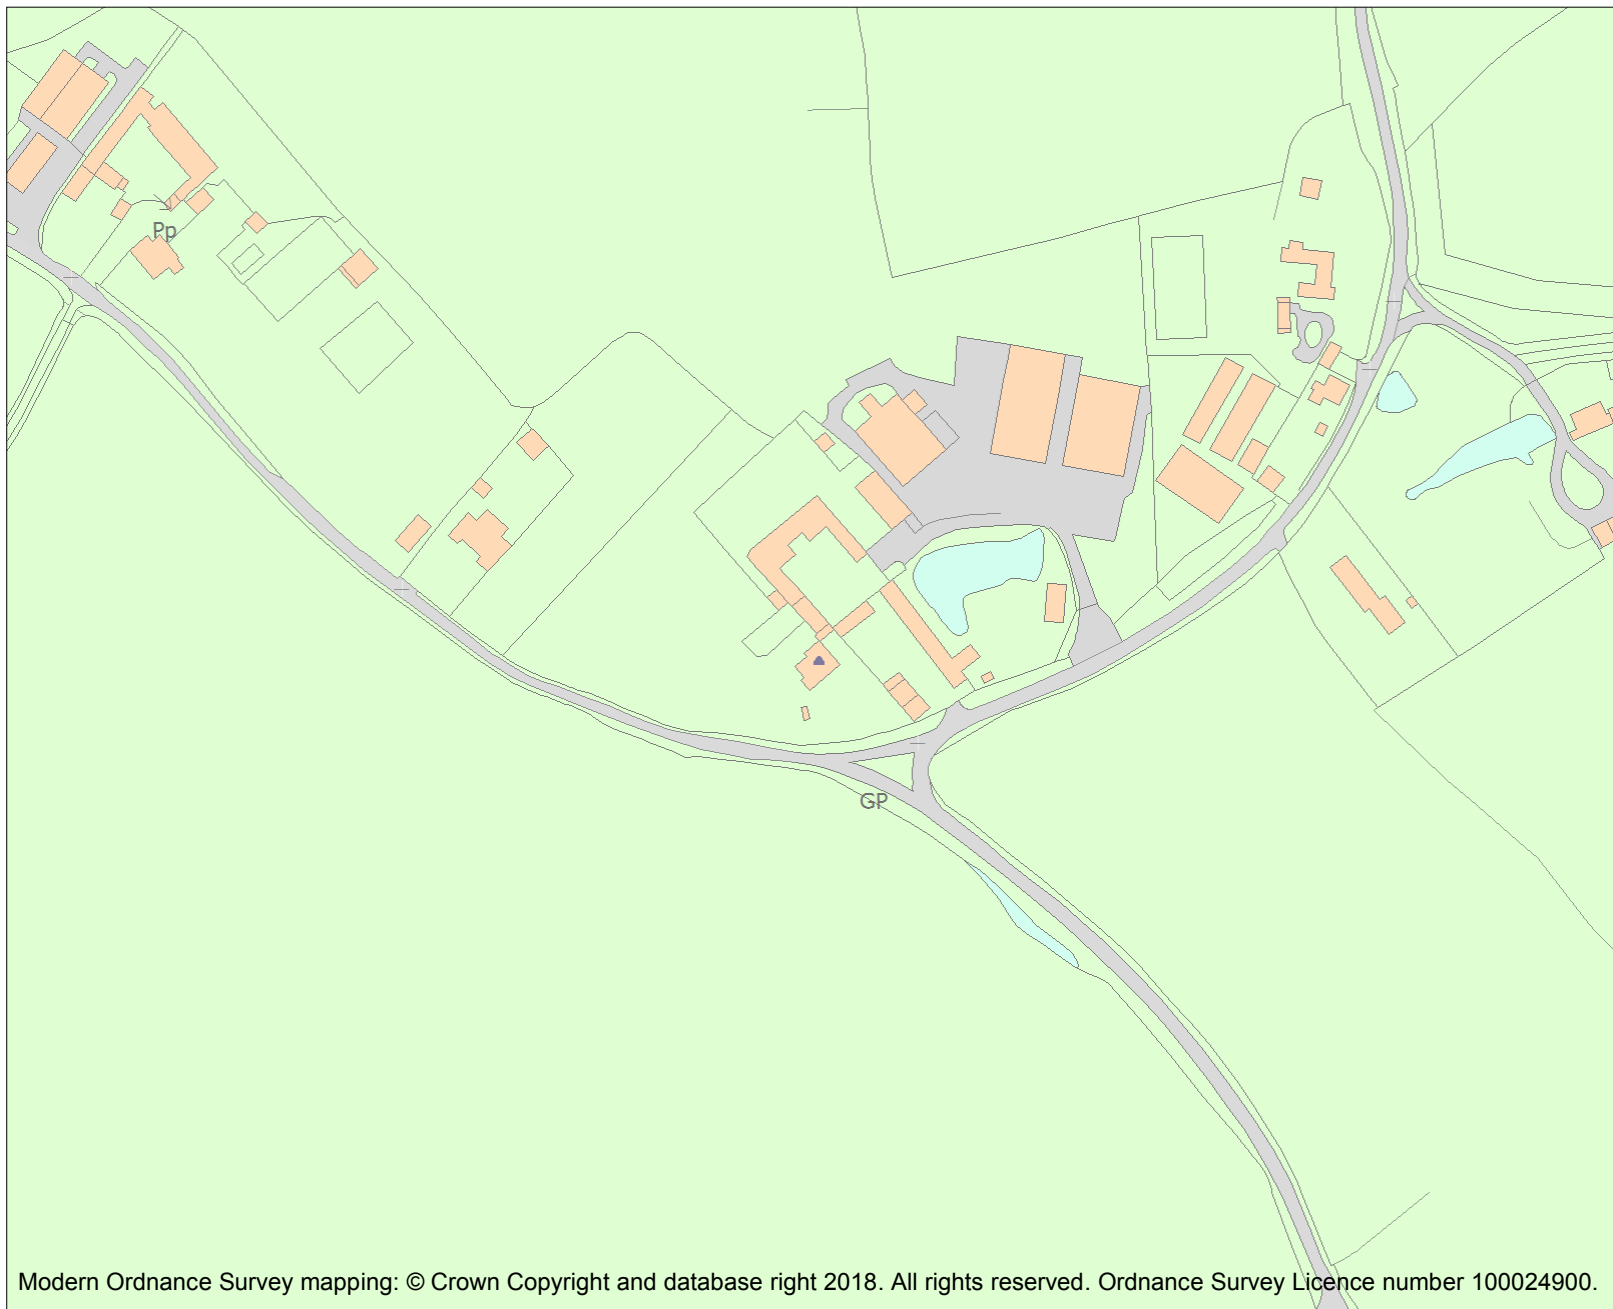 Pp
GP
Modern Ordnance Survey mapping: © Crown Copyright and database right 2018. All rights reserved. Ordnance Survey Licence number 100024900.